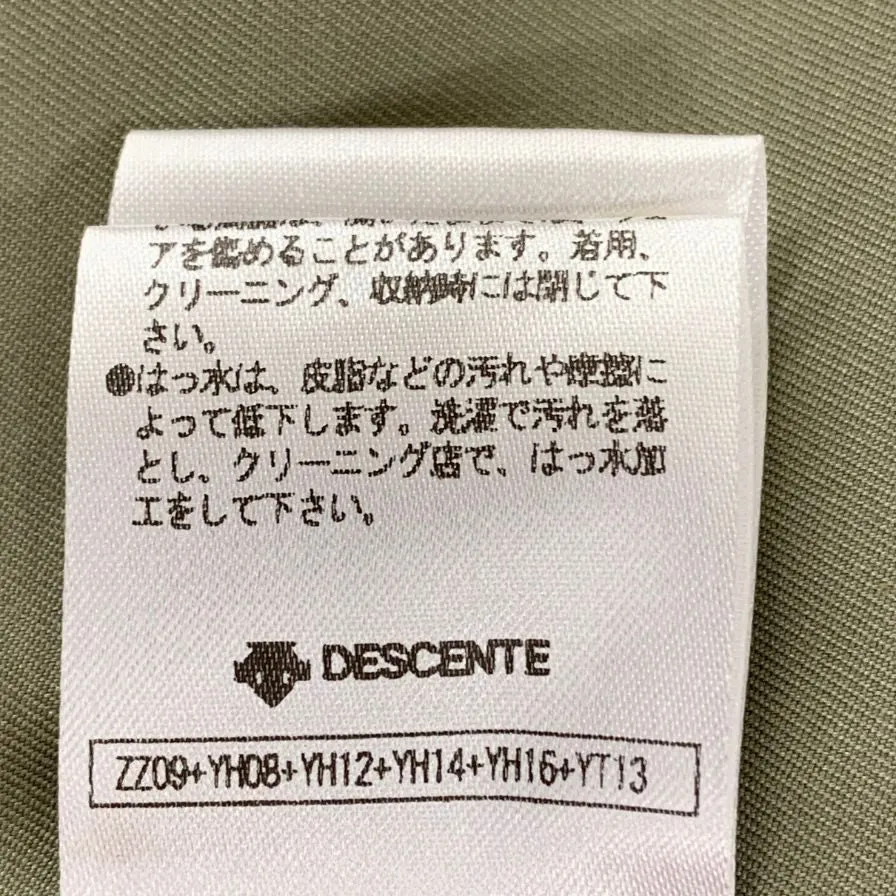 アを傷めることがあります。着用、
クリーニング、収納時には閉じて下
さい。
●はっ水は、皮脂などの汚れや摩擦に
よって低下します。洗濯で汚れを落
とし、クリーニング店で、はっ水加
工をして下さい。
DESCENTE
ZZ09+YH08+YH12+YH14+YH16+YT13